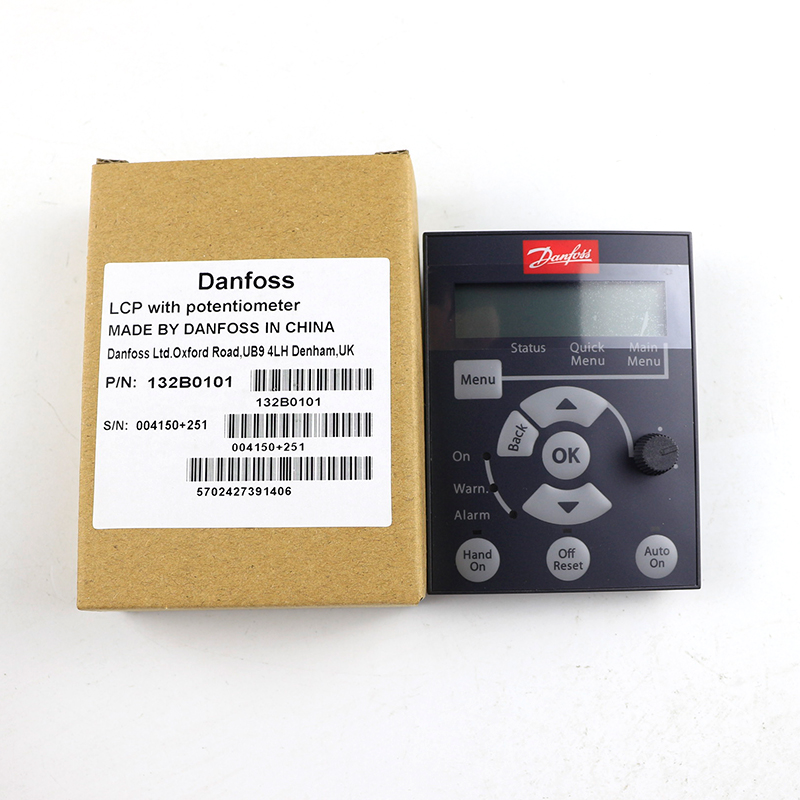 Danfoss
LCP with potentiometer
MADE BY DANFOSS IN CHINA
Danfoss Ltd.Oxford Road,UB9 4LH Denham,UK
P/N: 132B0101
132B0101
S/N: 004150+251
004150+251
5702427391406
Danfoss
Status Quick Menu Main Menu
Menu
Back
OK
On
Warn.
Alarm
Hand On
Off Reset
Auto On